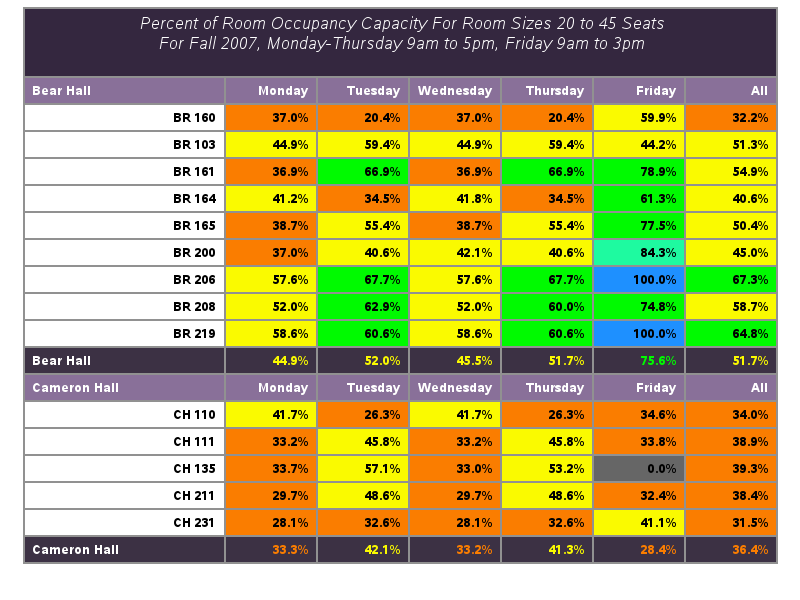 Percent of Room Occupancy Capacity For Room Sizes 20 to 45 Seats
For Fall 2007, Monday-Thursday 9am to 5pm, Friday 9am to 3pm
Bear Hall Monday Tuesday Wednesday Thursday Friday All
BR 160 37.0% 20.4% 37.0% 20.4% 59.9% 32.2%
BR 103 44.9% 59.4% 44.9% 59.4% 44.2% 51.3%
BR 161 36.9% 66.9% 36.9% 66.9% 78.9% 54.9%
BR 164 41.2% 34.5% 41.8% 34.5% 61.3% 40.6%
BR 165 38.7% 55.4% 38.7% 55.4% 77.5% 50.4%
BR 200 37.0% 40.6% 42.1% 40.6% 84.3% 45.0%
BR 206 57.6% 67.7% 57.6% 67.7% 100.0% 67.3%
BR 208 52.0% 62.9% 52.0% 60.0% 74.8% 58.7%
BR 219 58.6% 60.6% 58.6% 60.6% 100.0% 64.8%
Bear Hall 44.9% 52.0% 45.5% 51.7% 75.6% 51.7%
Cameron Hall Monday Tuesday Wednesday Thursday Friday All
CH 110 41.7% 26.3% 41.7% 26.3% 34.6% 34.0%
CH 111 33.2% 45.8% 33.2% 45.8% 33.8% 38.9%
CH 135 33.7% 57.1% 33.0% 53.2% 0.0% 39.3%
CH 211 29.7% 48.6% 29.7% 48.6% 32.4% 38.4%
CH 231 28.1% 32.6% 28.1% 32.6% 41.1% 31.5%
Cameron Hall 33.3% 42.1% 33.2% 41.3% 28.4% 36.4%